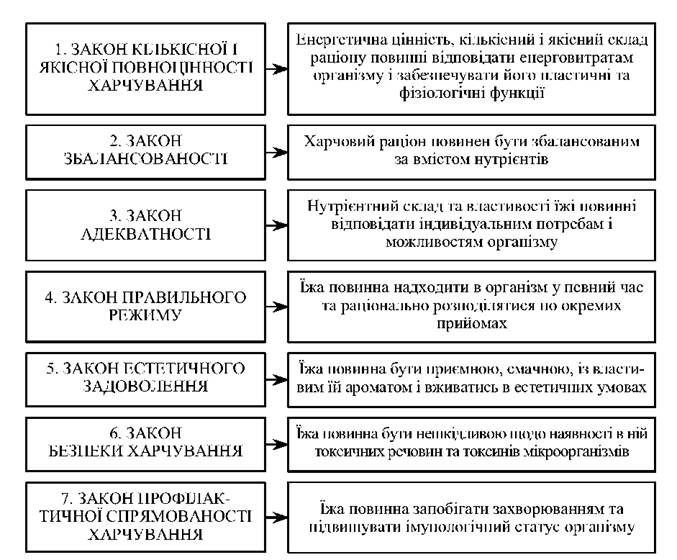 1. ЗАКОН КІЛЬКІСНОЇ І
ЯКІСНОЇ ПОВНОЦІННОСТІ
ХАРЧУВАННЯ
Енергетична цінність, кількісний і якісний склад
раціону повинні відповідати енерговитратам
організму і забезпечувати його пластичні та
фізіологічні функції
2. ЗАКОН
ЗБАЛАНСОВАНОСТІ
Харчовий раціон повинен бути збалансованим
за вмістом нутрієнтів
3. ЗАКОН
АДЕКВАТНОСТІ
Нутрієнтний склад та властивості їжі повинні
відповідати індивідуальним потребам і
можливостям організму
4. ЗАКОН ПРАВИЛЬНОГО
РЕЖИМУ
Їжа повинна надходити в організм у певний час
та раціонально розподілятися по окремих
прийомах
5. ЗАКОН ЕСТЕТИЧНОГО
ЗАДОВОЛЕННЯ
Їжа повинна бути приємною, смачною, із власти-
вим їй ароматом і вживатись в естетичних умовах
6. ЗАКОН
БЕЗПЕКИ ХАРЧУВАННЯ
Їжа повинна бути нешкідливою щодо наявності в ній
токсичних речовин та токсинів мікроорганізмів
7. ЗАКОН ПРОФІЛАК-
ТИЧНОЇ СПРЯМОВАНОСТІ
ХАРЧУВАННЯ
Їжа повинна запобігати захворюванням та
підвищувати імунологічний статус організму